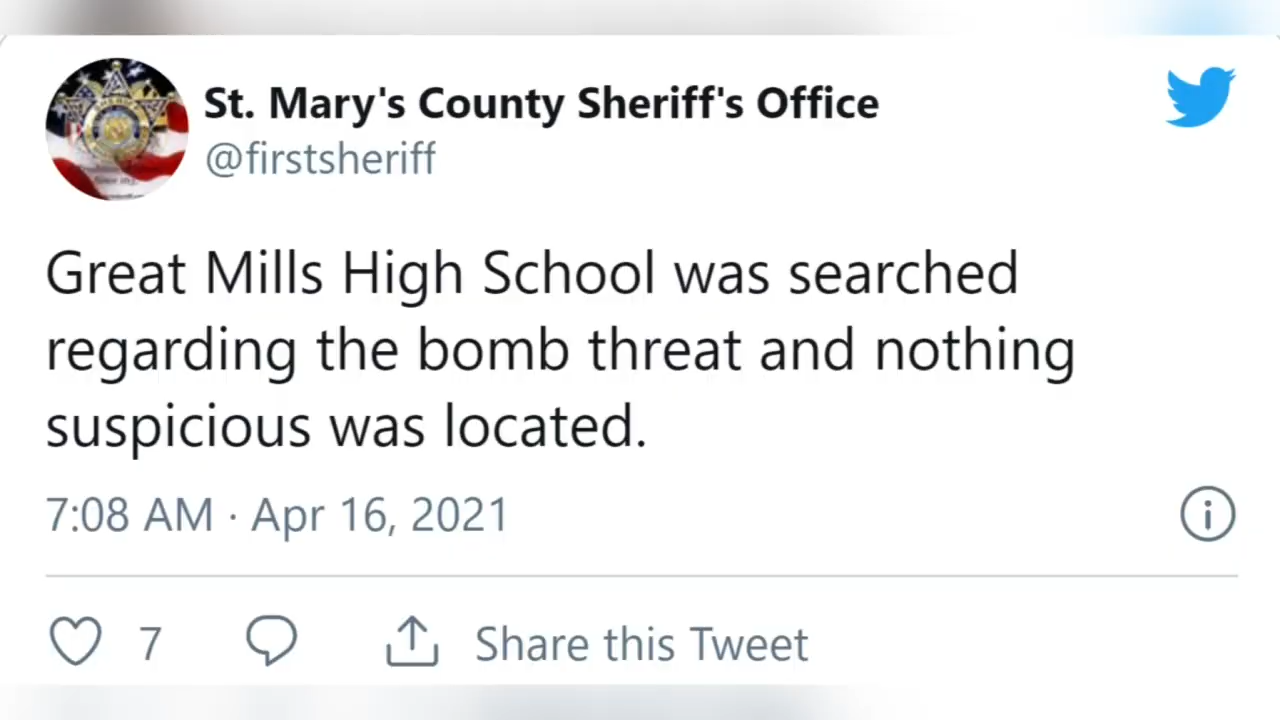 St. Mary's County Sheriff's Office
@firstsheriff
Great Mills High School was searched
regarding the bomb threat and nothing
suspicious was located.
7:08 AM · Apr 16, 2021
7
Share this Tweet